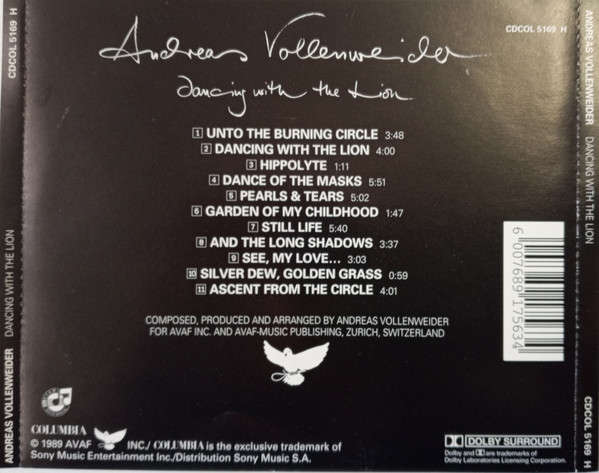 CDCOL 5169 H
Andreas Vollenweider
dancing with the Lion
1 UNTO THE BURNING CIRCLE 3:48
2 DANCING WITH THE LION 4:00
3 HIPPOLYTE 1:11
4 DANCE OF THE MASKS 5:51
5 PEARLS & TEARS 5:02
6 GARDEN OF MY CHILDHOOD 1:47
7 STILL LIFE 5:40
8 AND THE LONG SHADOWS 3:37
9 SEE, MY LOVE... 3:03
10 SILVER DEW, GOLDEN GRASS 0:59
11 ASCENT FROM THE CIRCLE 4:01
COMPOSED, PRODUCED AND ARRANGED BY ANDREAS VOLLENWEIDER
FOR AVAF INC. AND AVAF-MUSIC PUBLISHING, ZURICH, SWITZERLAND
6 007689 175634
COLUMBIA
© 1989 AVAF INC./ COLUMBIA is the exclusive trademark of
Sony Music Entertainment Inc./Distribution Sony Music S.A.
DOLBY SURROUND
Dolby and are trademarks of
Dolby Laboratories Licensing Corporation.
ANDREAS VOLLENWEIDER DANCING WITH THE LION CDCOL 5169 H
ANDREAS VOLLENWEIDER DANCING WITH THE LION CDCOL 5169 H